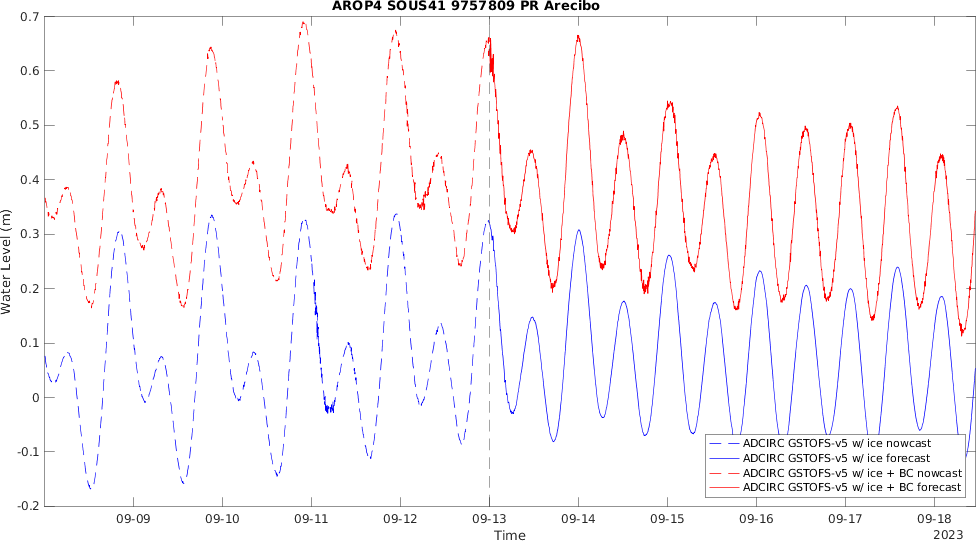 AROP4 SOUS41 9757809 PR Arecibo
0.7
0.6
0.5
0.4
0.3
0.2
0.1
0
-0.1
-0.2
Water Level (m)
09-09 09-10 09-11 09-12 09-13 09-14 09-15 09-16 09-17 09-18
Time
2023
ADCIRC GSTOFS-v5 w/ ice nowcast
ADCIRC GSTOFS-v5 w/ ice forecast
ADCIRC GSTOFS-v5 w/ ice + BC nowcast
ADCIRC GSTOFS-v5 w/ ice + BC forecast